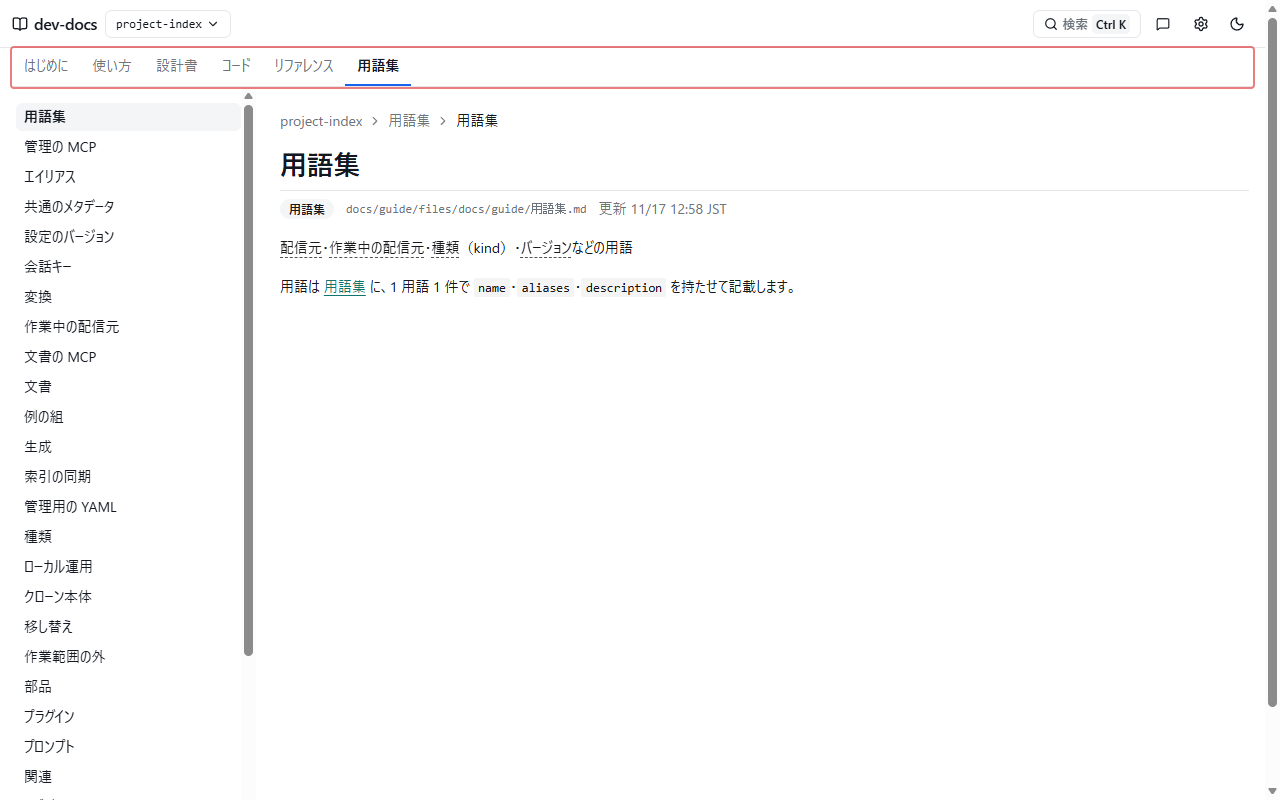 dev-docs project-index 検索 Ctrl K
はじめに 使い方 設計書 コード リファレンス 用語集
用語集
管理の MCP
エイリアス
共通のメタデータ
設定のバージョン
会話キー
変換
作業中の配信元
文書の MCP
文書
例の組
生成
索引の同期
管理用の YAML
種類
ローカル運用
クローン本体
移し替え
作業範囲の外
部品
プラグイン
プロンプト
関連
project-index > 用語集 > 用語集
用語集
用語集 docs/guide/files/docs/guide/用語集.md 更新 11/17 12:58 JST
配信元・作業中の配信元・種類（kind）・バージョンなどの用語
用語は 用語集 に、1 用語 1 件で name・aliases・description を持たせて記載します。